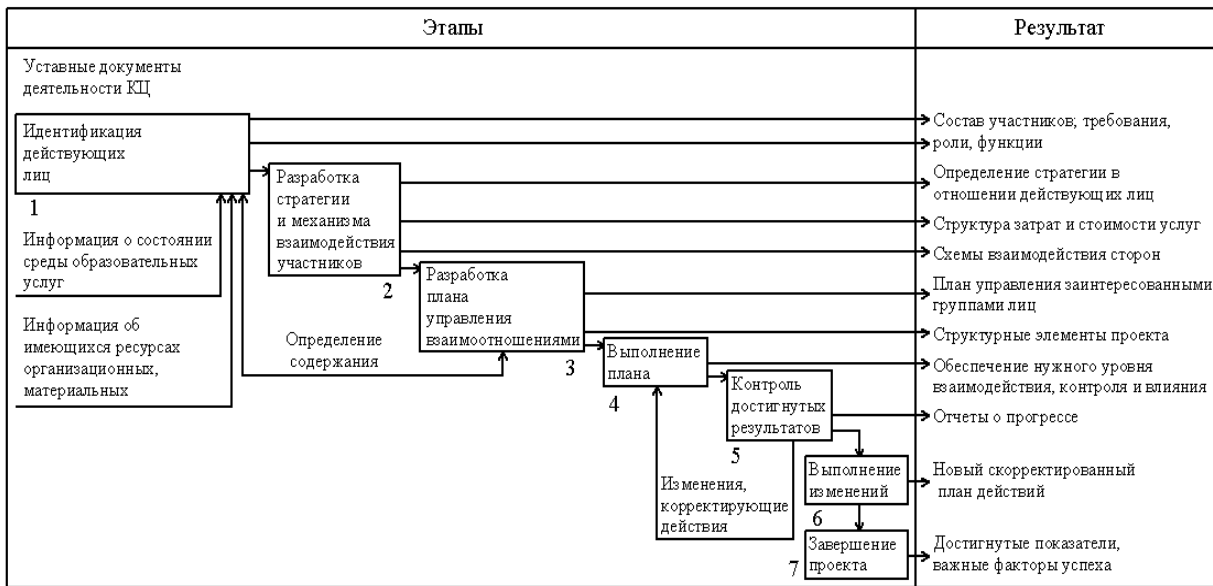 Этапы
Результат
Уставные документы
деятельности КЦ
Идентификация
действующих
лиц
1
Информация о состоянии
среды образовательных
услуг
Информация об
имеющихся ресурсах
организационных,
материальных
Разработка
стратегии
и механизма
взаимодействия
участников
2
Определение
содержания
Разработка
плана
управления
взаимоотношениями
3
Выполнение
плана
4
Контроль
достигнутых
результатов
5
Изменения,
корректирующие
действия
Выполнение
изменений
6
Завершение
проекта
7
Состав участников; требования,
роли, функции
Определение стратегии в
отношении действующих лиц
Структура затрат и стоимости услуг
Схемы взаимодействия сторон
План управления заинтересованными
группами лиц
Структурные элементы проекта
Обеспечение нужного уровня
взаимодействия, контроля и влияния
Отчеты о прогрессе
Новый скорректированный
план действий
Достигнутые показатели,
важные факторы успеха